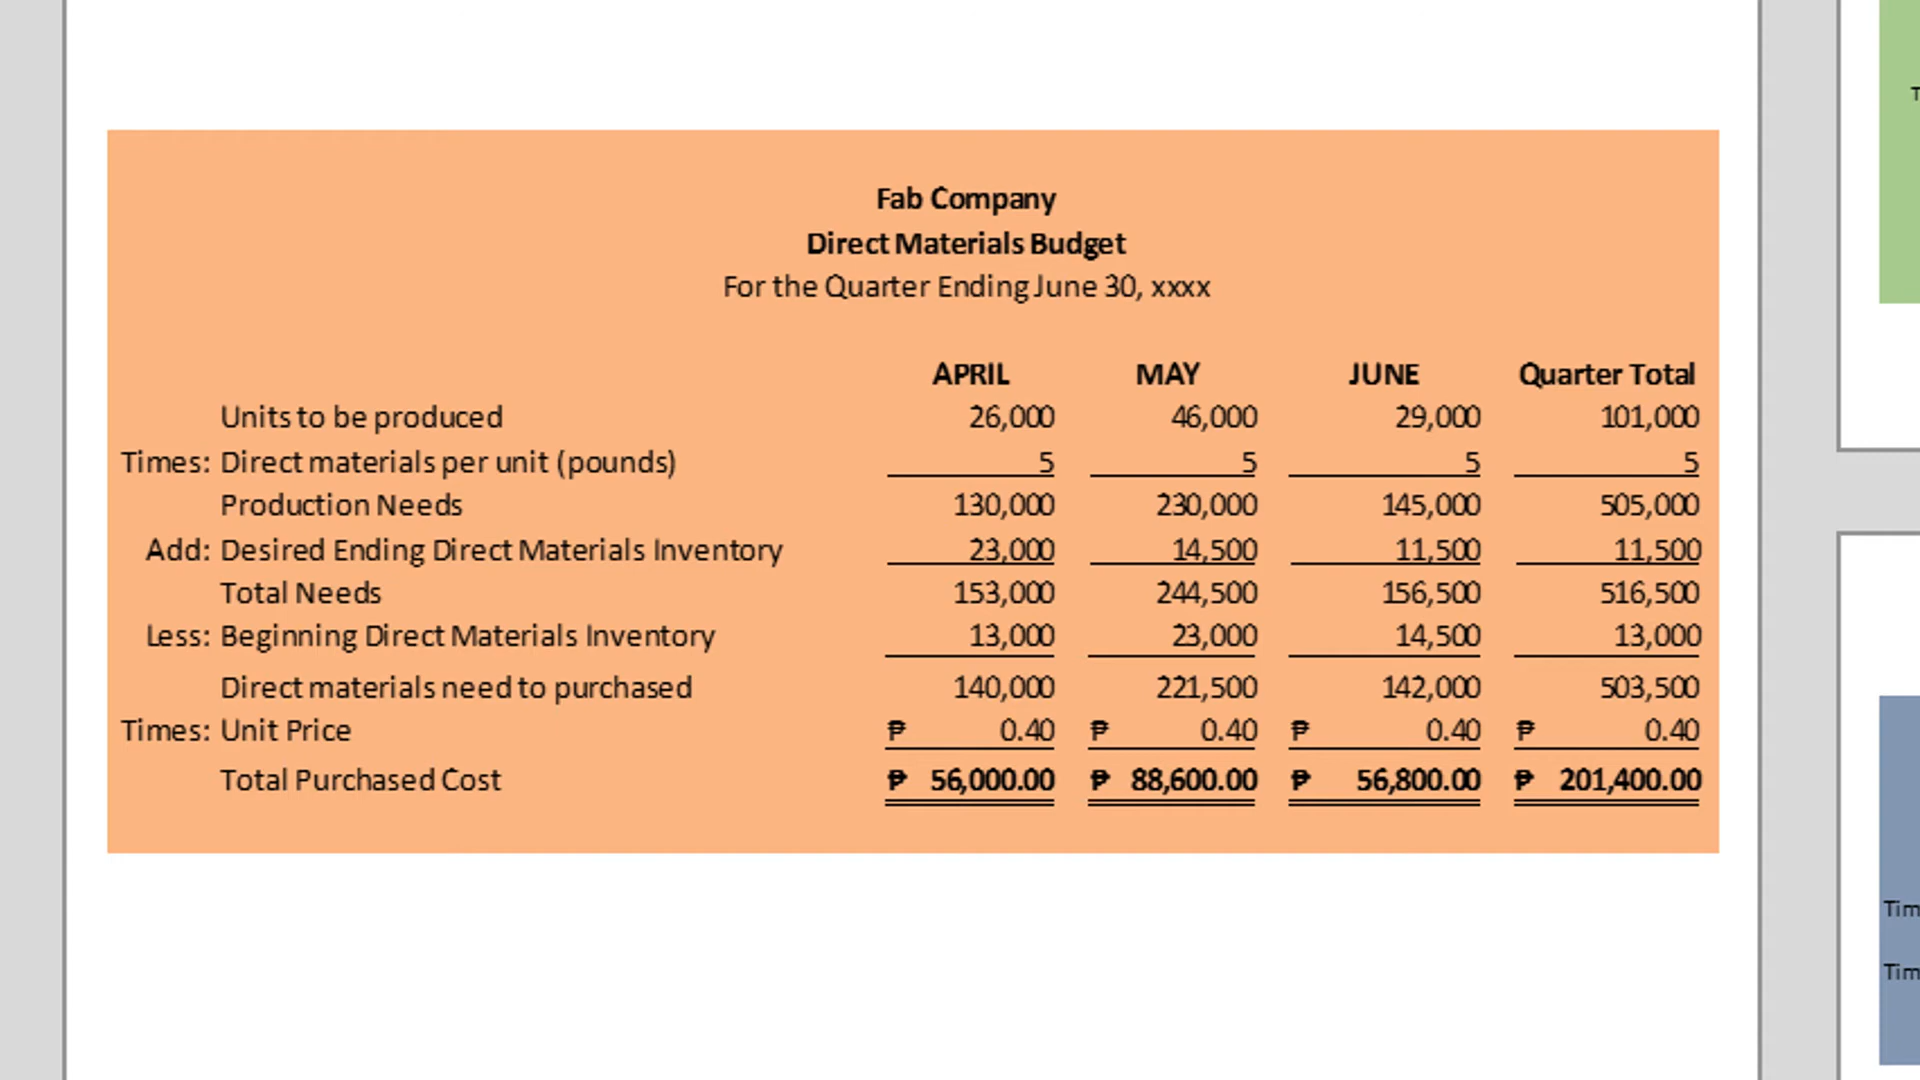 Fab Company
Direct Materials Budget
For the Quarter Ending June 30, xxxx
APRIL MAY JUNE Quarter Total
Units to be produced 26,000 46,000 29,000 101,000
Times: Direct materials per unit (pounds) 5 5 5 5
Production Needs 130,000 230,000 145,000 505,000
Add: Desired Ending Direct Materials Inventory 23,000 14,500 11,500 11,500
Total Needs 153,000 244,500 156,500 516,500
Less: Beginning Direct Materials Inventory 13,000 23,000 14,500 13,000
Direct materials need to purchased 140,000 221,500 142,000 503,500
Times: Unit Price ₱ 0.40 ₱ 0.40 ₱ 0.40 ₱ 0.40
Total Purchased Cost ₱ 56,000.00 ₱ 88,600.00 ₱ 56,800.00 ₱ 201,400.00